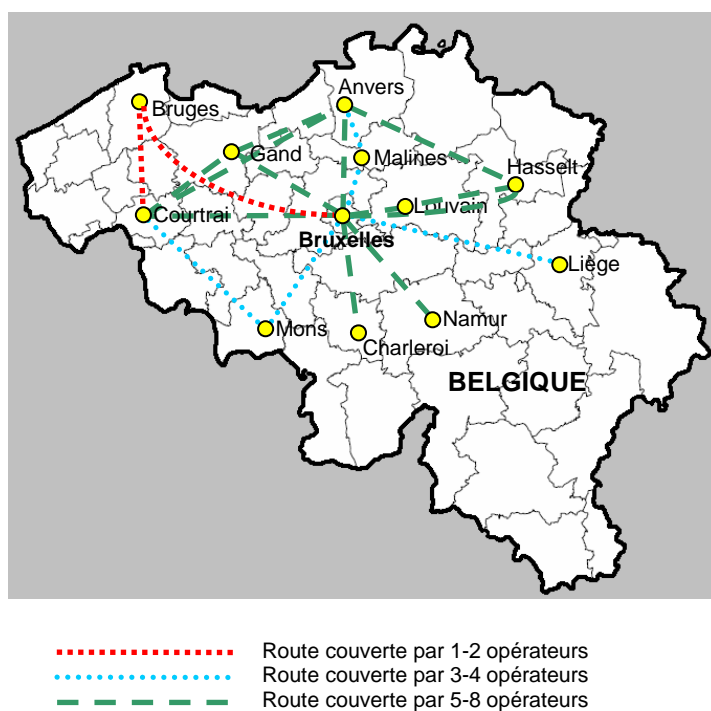 Anvers
Bruges
Gand
Malines
Hasselt
Louvain
Courtrai
Bruxelles
Liège
Namur
Mons
Charleroi
BELGIQUE
Route couverte par 1-2 opérateurs
Route couverte par 3-4 opérateurs
Route couverte par 5-8 opérateurs